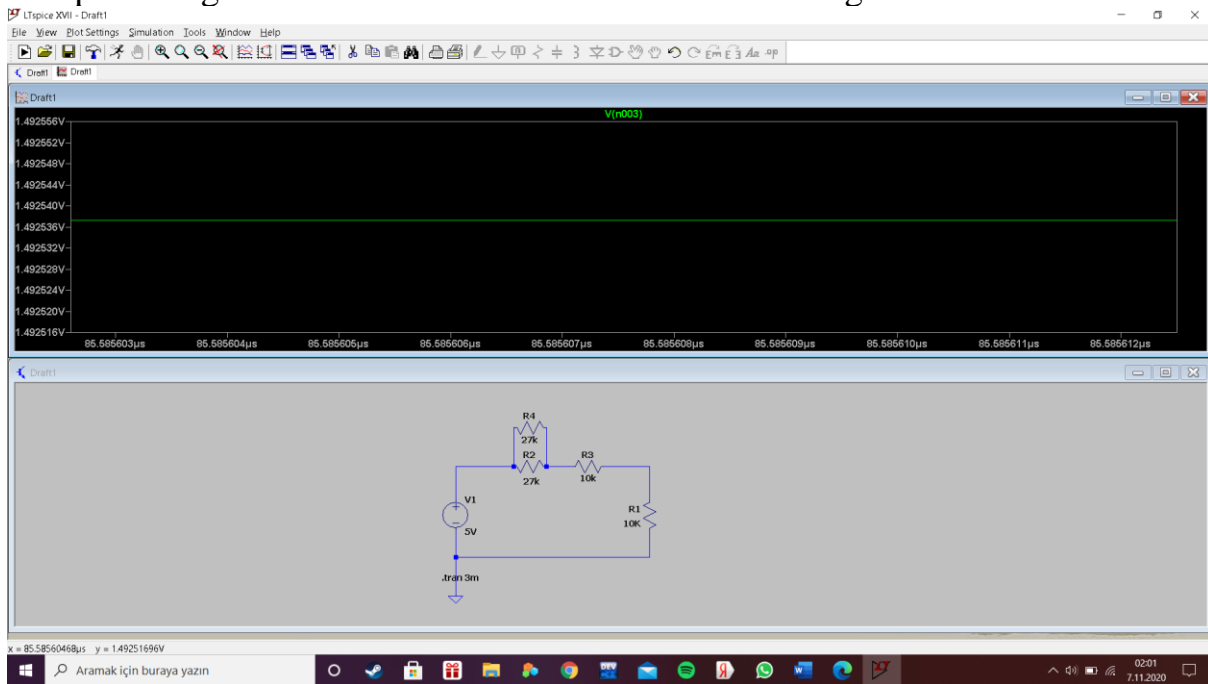 LTspice XVII - Draft1
File View Plot Settings Simulation Tools Window Help
Draft1 Draft1
Draft1
V(n003)
1.492556V
1.492552V
1.492548V
1.492544V
1.492540V
1.492536V
1.492532V
1.492528V
1.492524V
1.492520V
1.492516V
85.585603µs 85.585604µs 85.585605µs 85.585606µs 85.585607µs 85.585608µs 85.585609µs 85.585610µs 85.585611µs 85.585612µs
Draft1
R4
27k
R2 R3
27k 10k
V1
5V
R1
10K
.tran 3m
x = 85.58560468µs y = 1.49251696V
Aramak için buraya yazın
02:01
7.11.2020